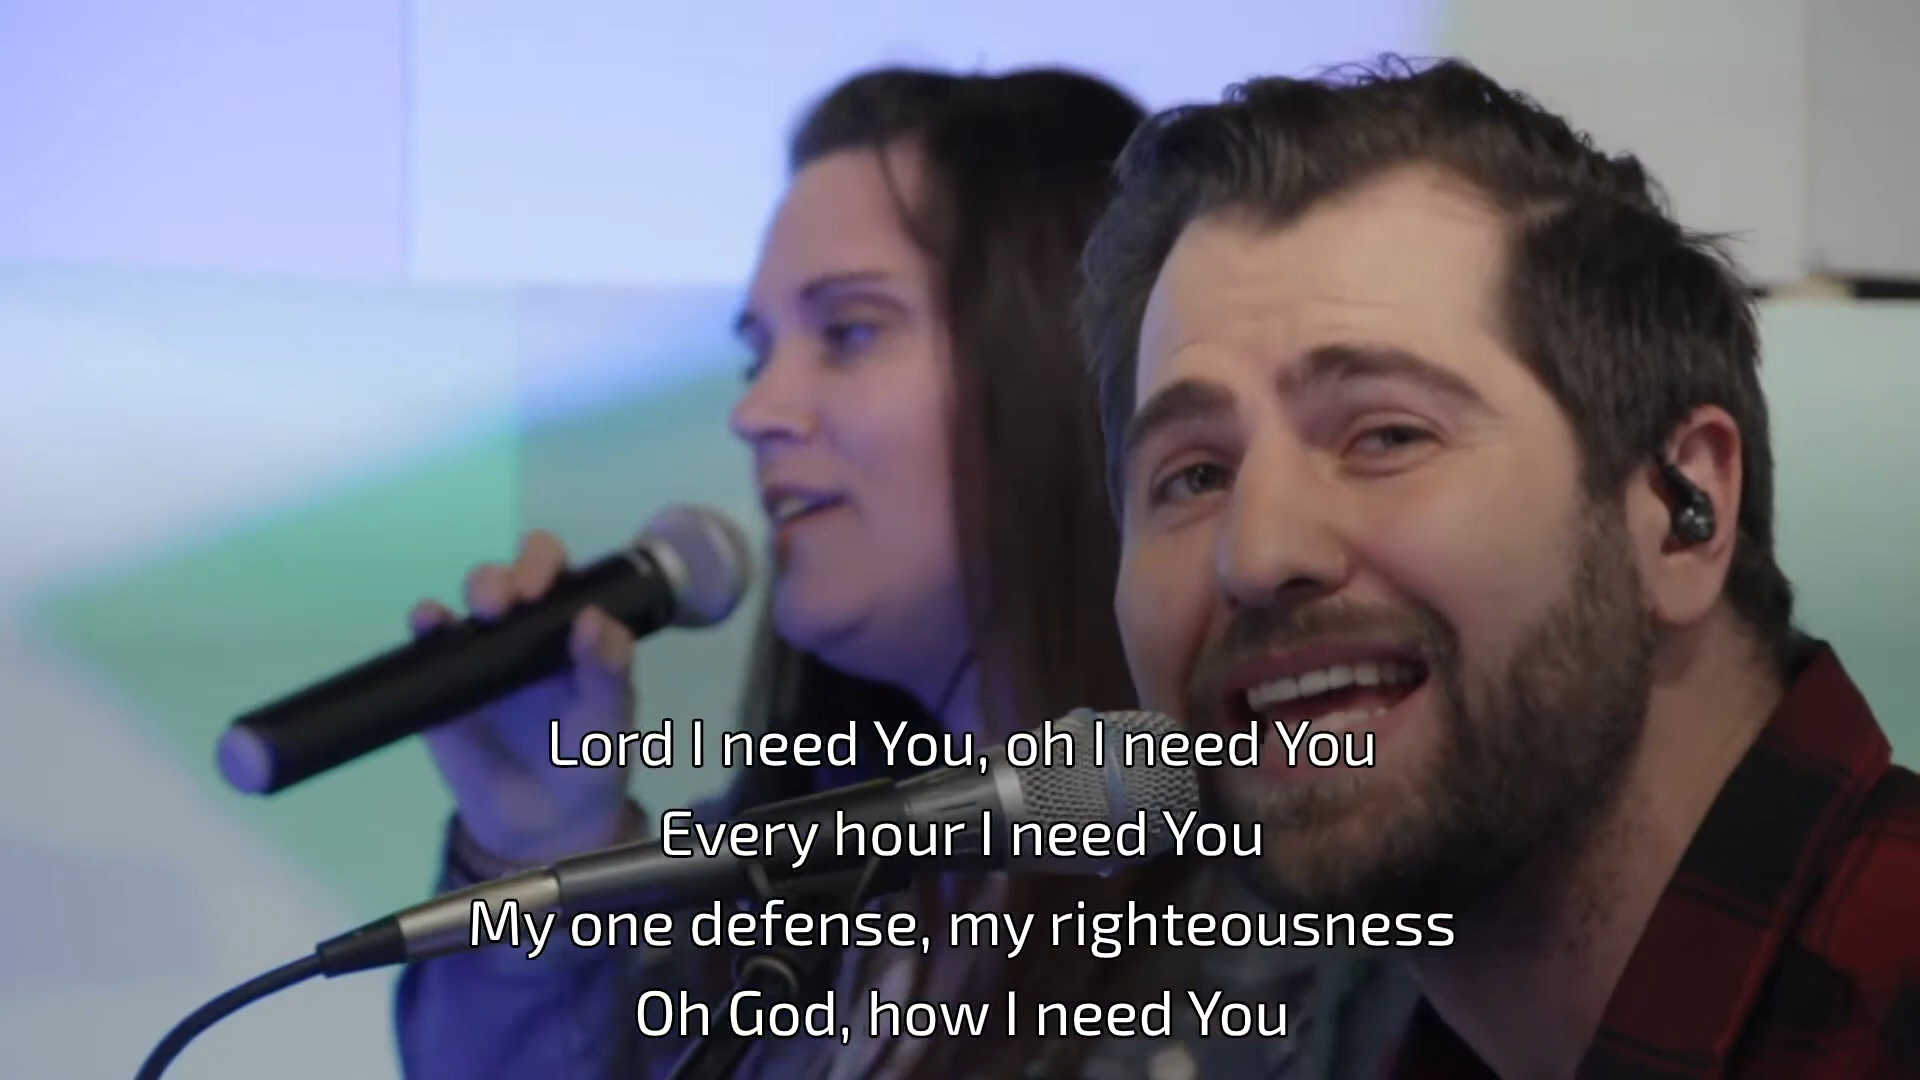 Lord I need You, oh I need You
Every hour I need You
My one defense, my righteousness
Oh God, how I need You